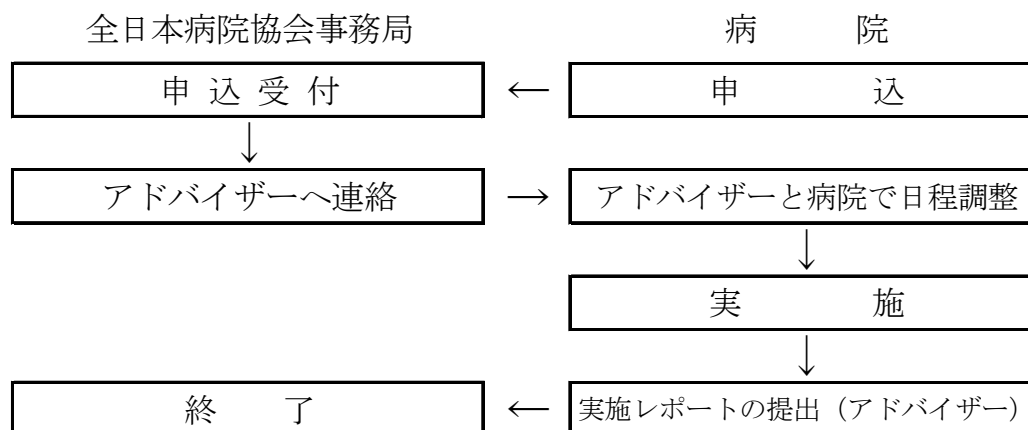 全日本病院協会事務局 病 院
申 込 受 付 ← 申 込
↓
アドバイザーへ連絡 → アドバイザーと病院で日程調整
↓
実 施
↓
終 了 ← 実施レポートの提出（アドバイザー）